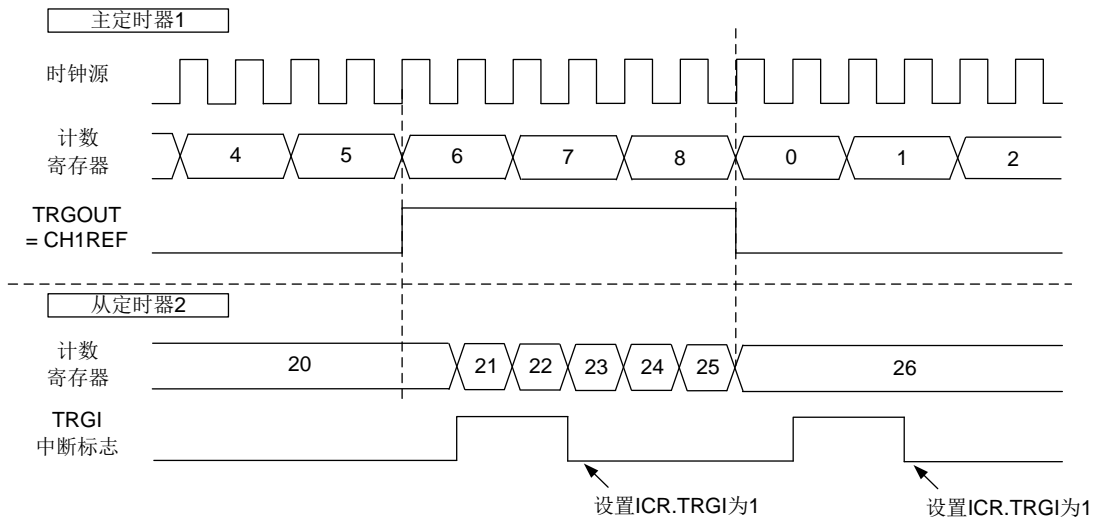 主定时器1
时钟源
计数
寄存器
4 5 6 7 8 0 1 2
TRGOUT
= CH1REF
从定时器2
计数
寄存器
20 21 22 23 24 25 26
TRGI
中断标志
设置ICR.TRGI为1
设置ICR.TRGI为1